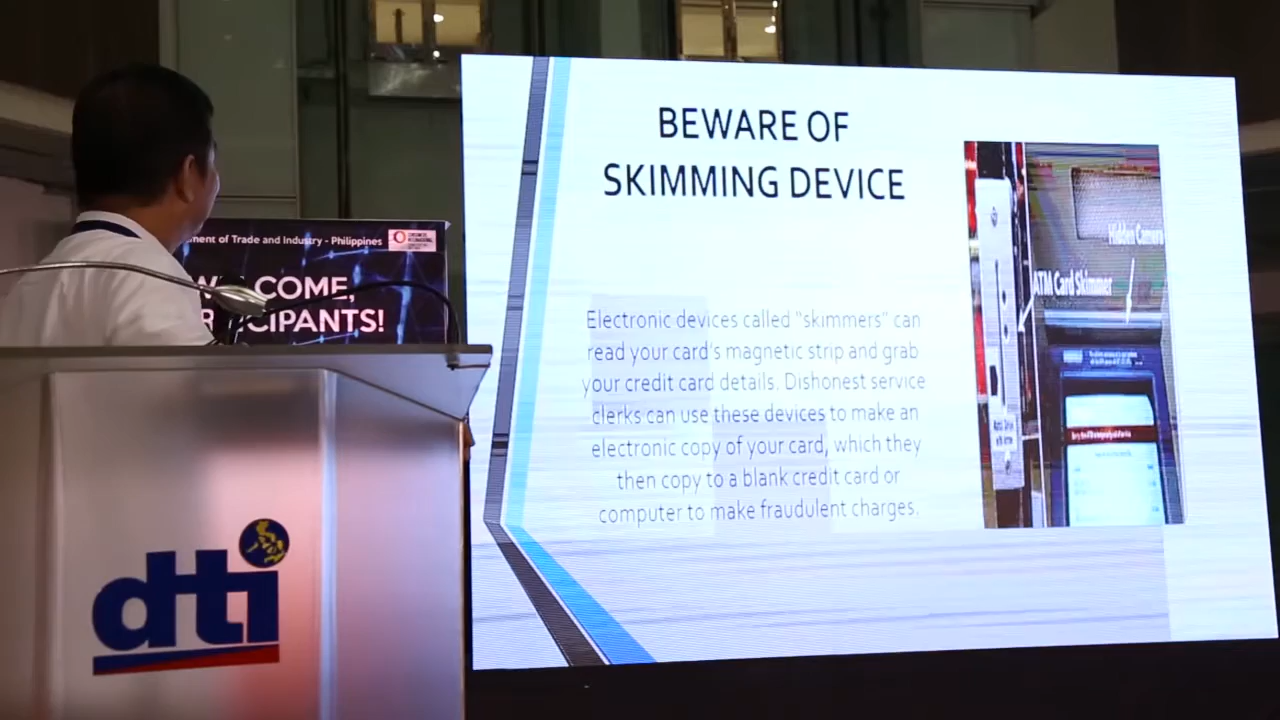 BEWARE OF
SKIMMING DEVICE
Electronic devices called "skimmers" can
read your card's magnetic strip and grab
your credit card details. Dishonest service
clerks can use these devices to make an
electronic copy of your card, which they
then copy to a blank credit card or
computer to make fraudulent charges.
Hidden Camera
ATM Card Skimmer
ment of Trade and Industry - Philippines
COME,
CIPANTS!
dti